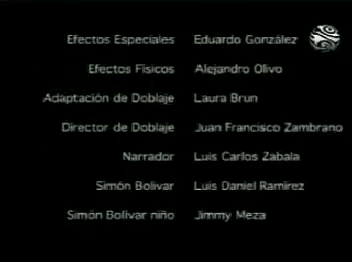 Efectos Especiales Eduardo González
Efectos Físicos Alejandro Olivo
Adaptación de Doblaje Laura Brun
Director de Doblaje Juan Francisco Zambrano
Narrador Luis Carlos Zabala
Simón Bolívar Luis Daniel Ramírez
Simón Bolívar niño Jimmy Meza